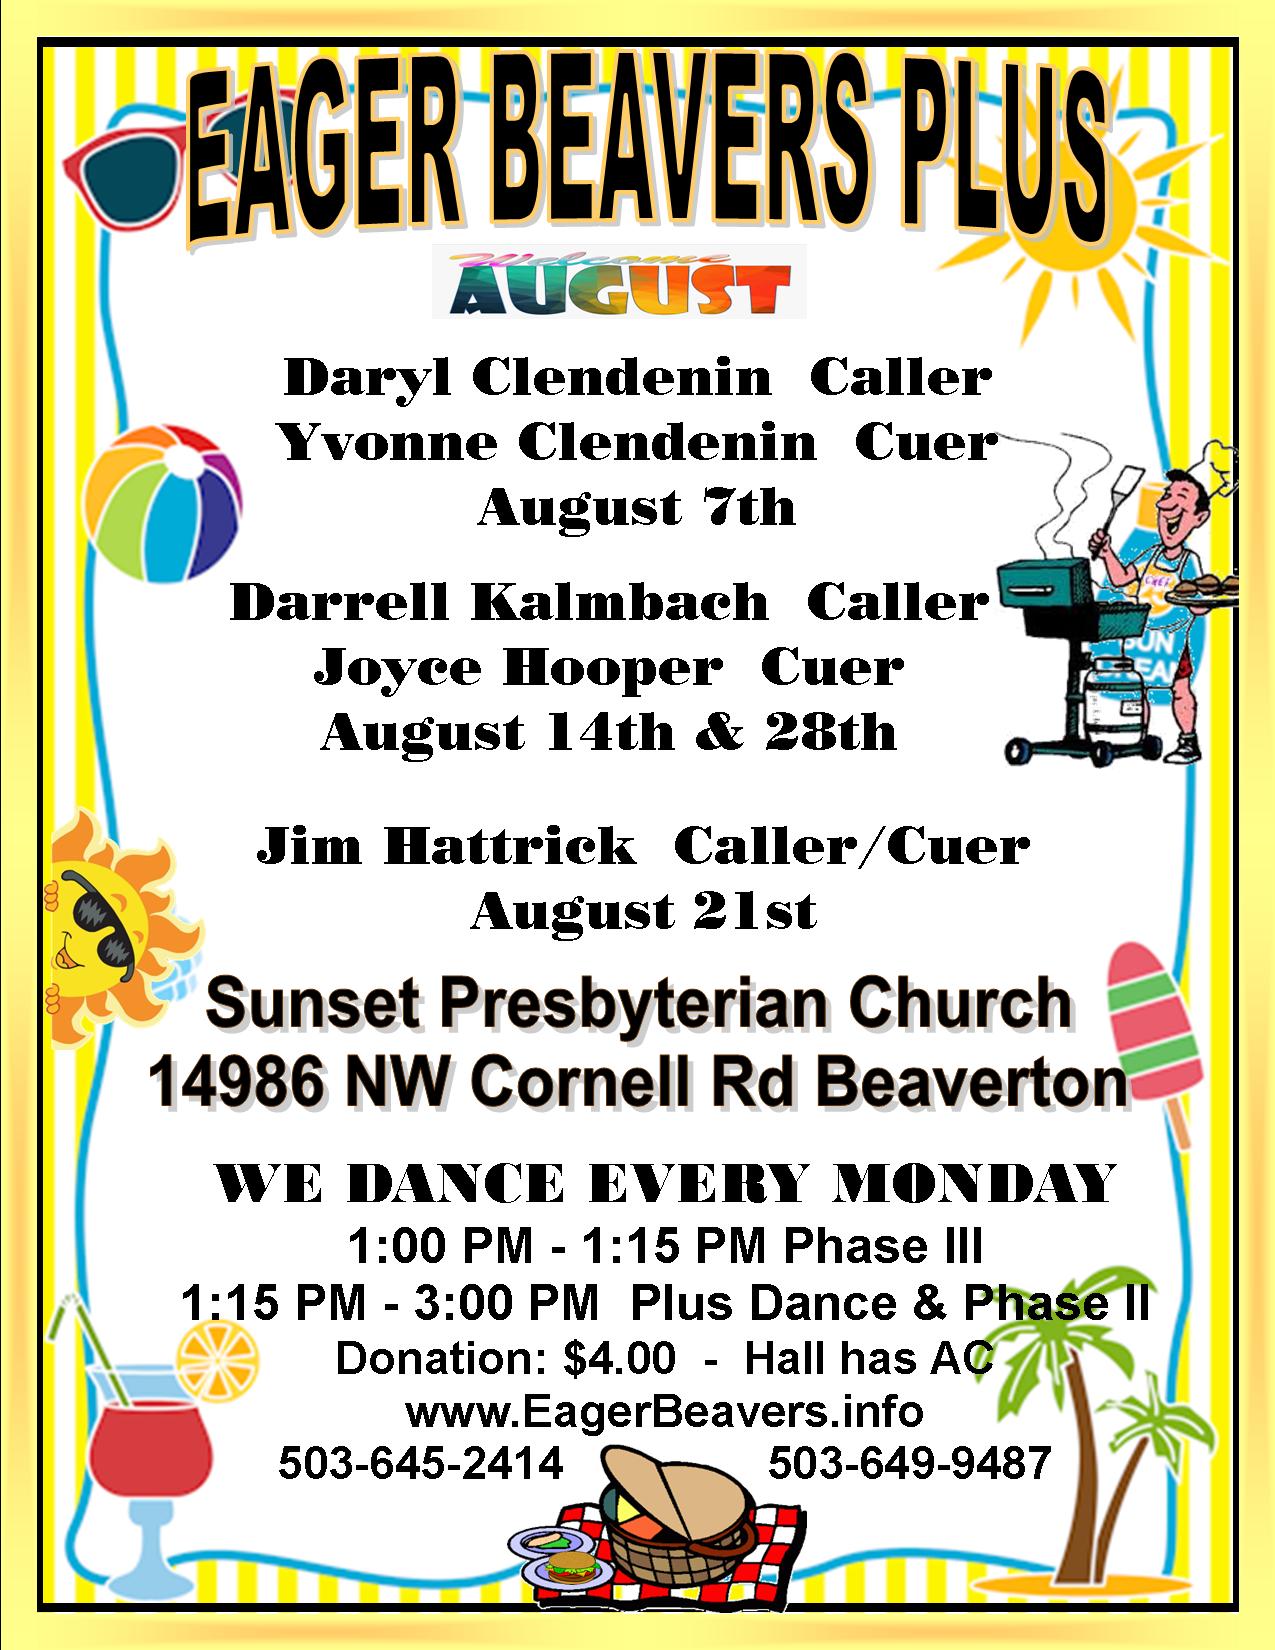 EAGER BEAVERS PLUS
Welcome
AUGUST
Daryl Clendenin  Caller
Yvonne Clendenin  Cuer
August 7th
Darrell Kalmbach  Caller
Joyce Hooper  Cuer
August 14th & 28th
CHEF
SUN
Jim Hattrick  Caller/Cuer
August 21st
Sunset Presbyterian Church
14986 NW Cornell Rd Beaverton
WE DANCE EVERY MONDAY
1:00 PM - 1:15 PM Phase III
1:15 PM - 3:00 PM  Plus Dance & Phase II
Donation: $4.00  -  Hall has AC
www.EagerBeavers.info
503-645-2414 503-649-9487